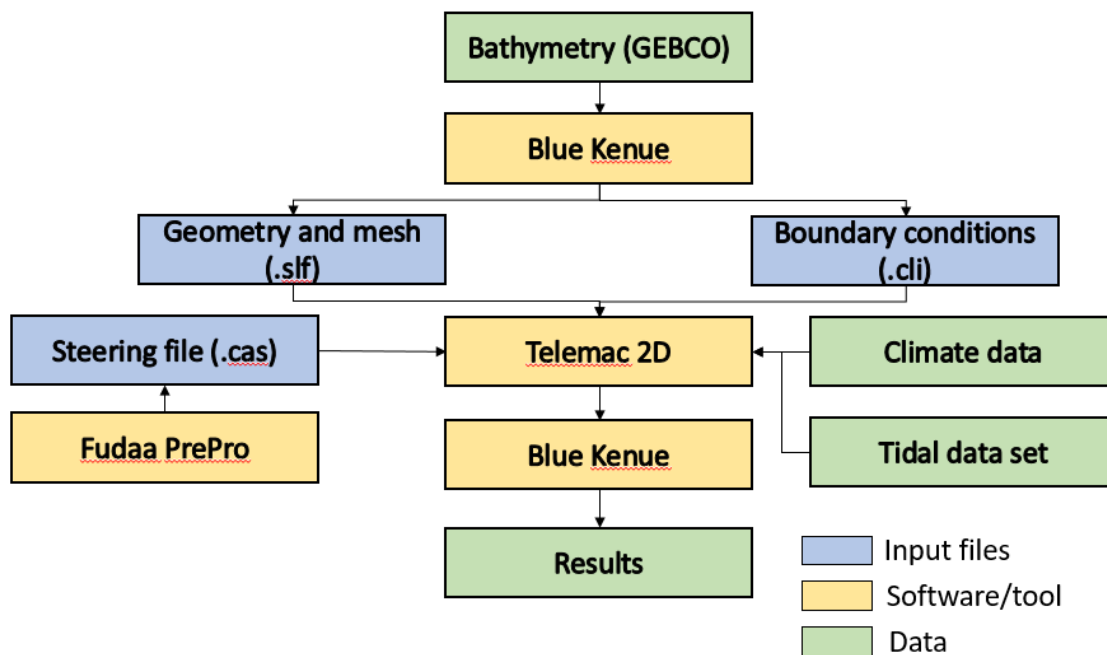 Bathymetry (GEBCO)
Blue Kenue
Geometry and mesh
(.slf)
Boundary conditions
(.cli)
Steering file (.cas)
Telemac 2D
Climate data
Fudaa PrePro
Blue Kenue
Tidal data set
Results
Input files
Software/tool
Data